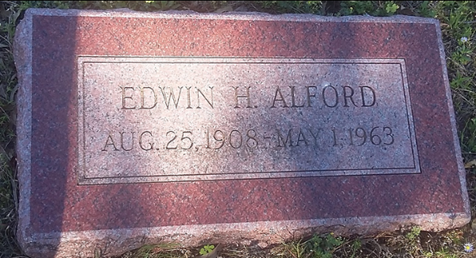 EDWIN H. ALFORD
AUG. 25, 1908 - MAY 1, 1963